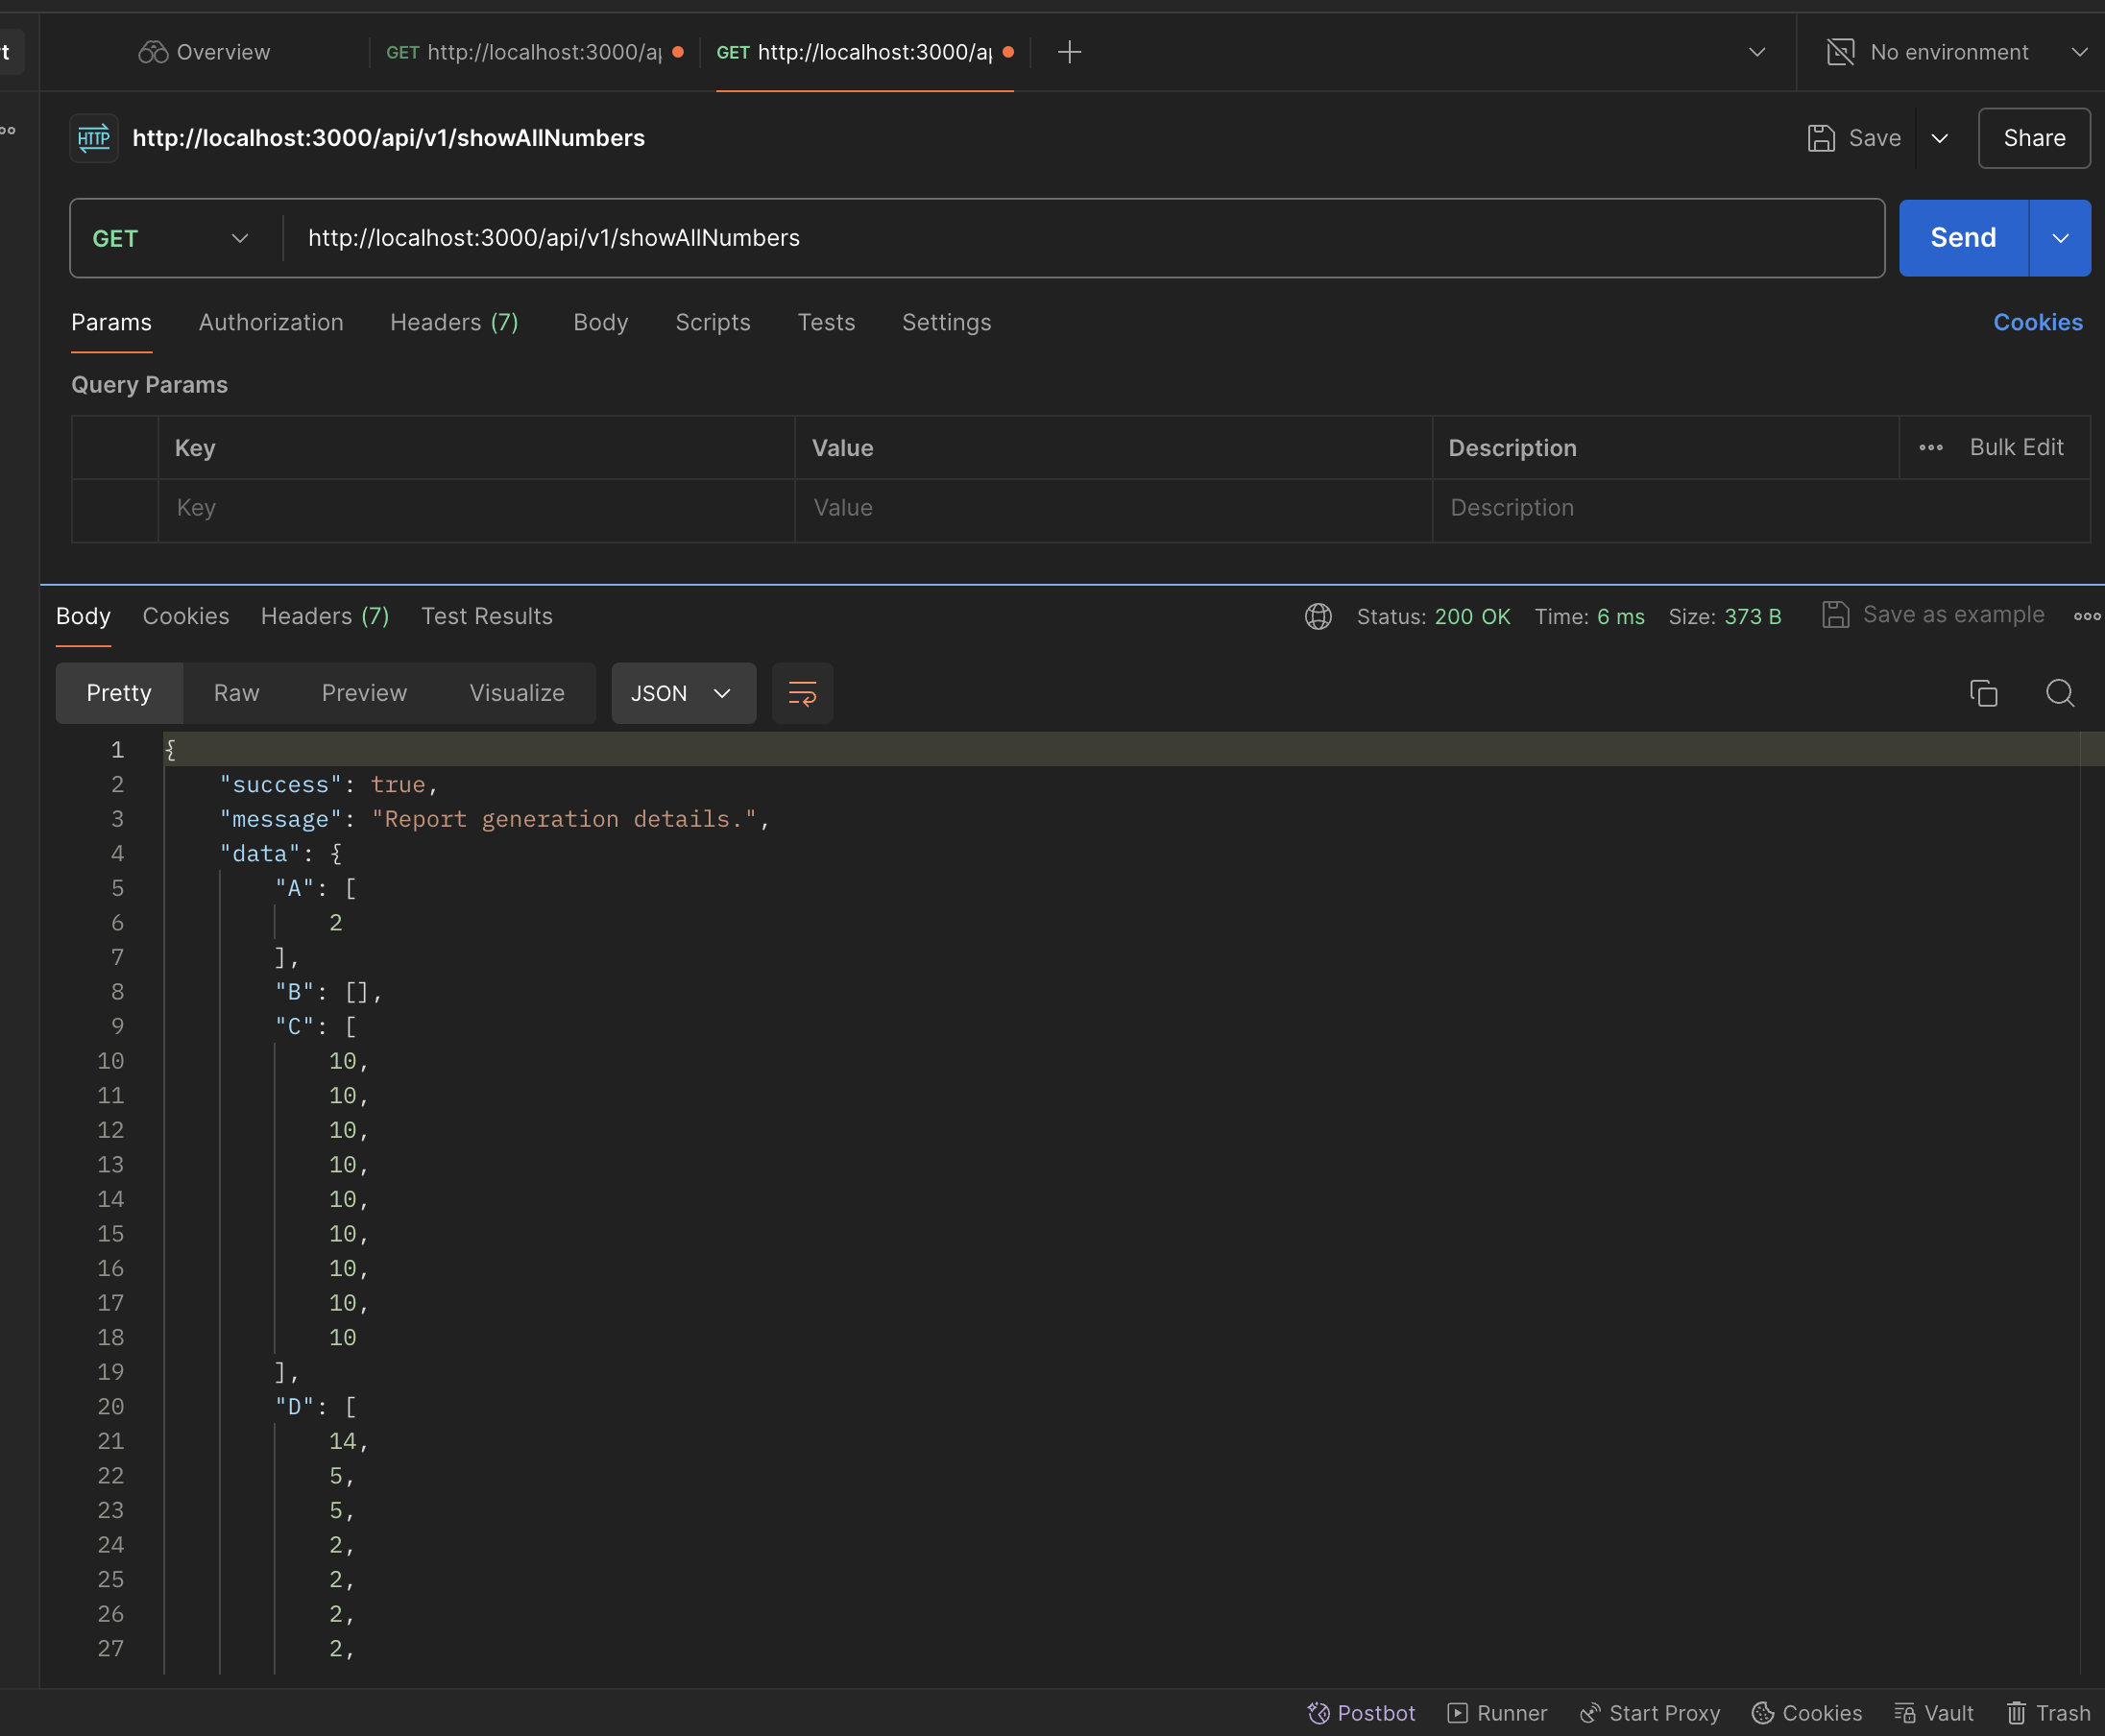 t
Overview
GET http://localhost:3000/ap
GET http://localhost:3000/ap
No environment
HTTP http://localhost:3000/api/v1/showAllNumbers
Save
Share
GET
http://localhost:3000/api/v1/showAllNumbers
Send
Params Authorization Headers (7) Body Scripts Tests Settings Cookies
Query Params
Key Value Description Bulk Edit
Key Value Description
Body Cookies Headers (7) Test Results Status: 200 OK Time: 6 ms Size: 373 B Save as example
Pretty Raw Preview Visualize JSON
1 {
2 "success": true,
3 "message": "Report generation details.",
4 "data": {
5 "A": [
6 2
7 ],
8 "B": [],
9 "C": [
10 10,
11 10,
12 10,
13 10,
14 10,
15 10,
16 10,
17 10,
18 10
19 ],
20 "D": [
21 14,
22 5,
23 5,
24 2,
25 2,
26 2,
27 2,
Postbot Runner Start Proxy Cookies Vault Trash